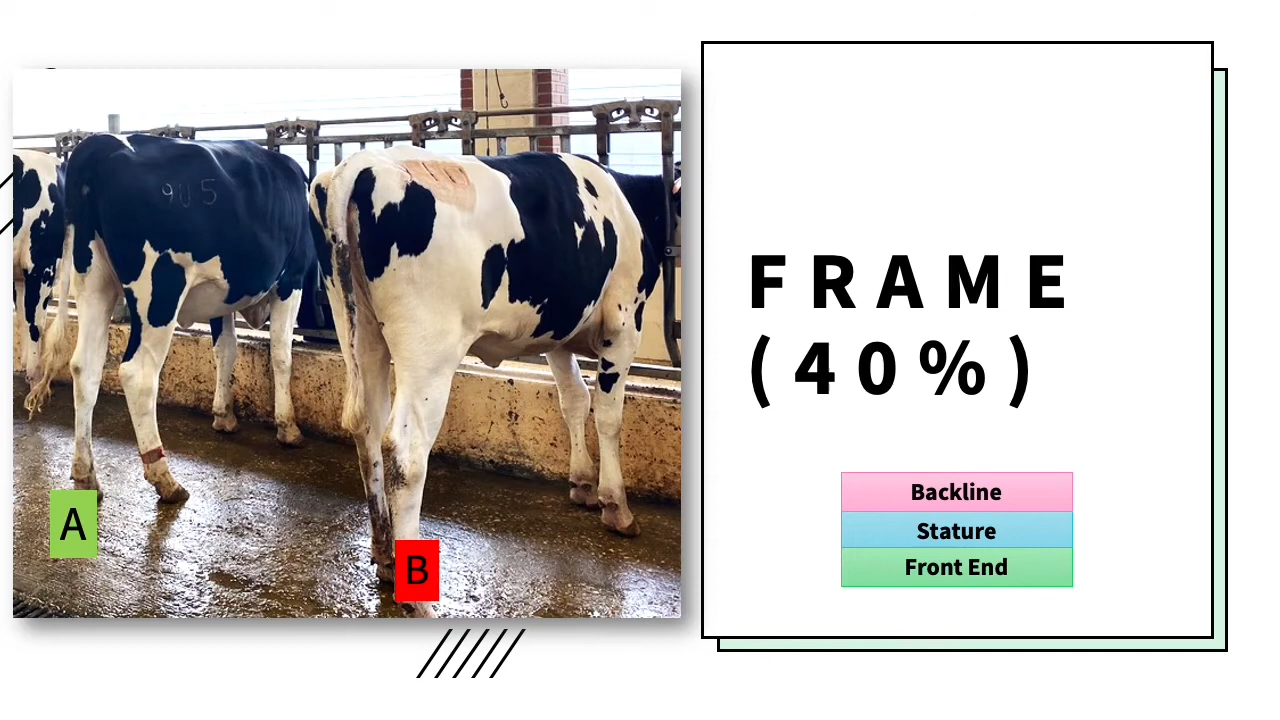 905
A
B
FRAME
(40%)
Backline
Stature
Front End